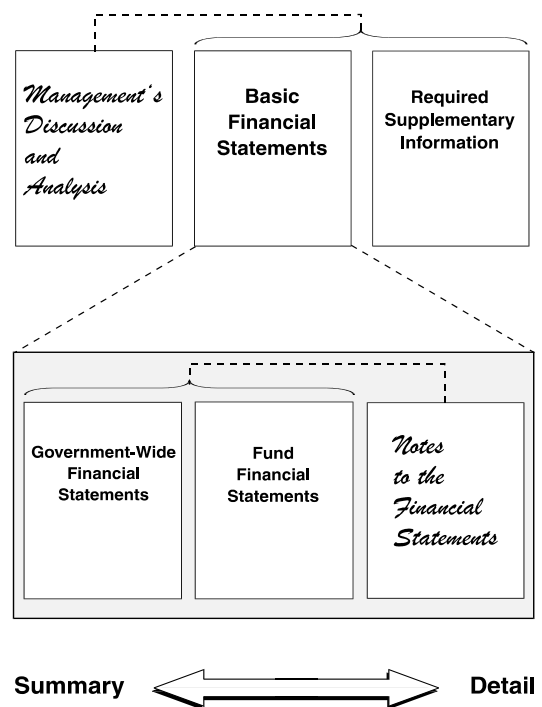 Management's
Discussion
and
Analysis
Basic
Financial
Statements
Required
Supplementary
Information
Government-Wide
Financial
Statements
Fund
Financial
Statements
Notes
to the
Financial
Statements
Summary
Detail